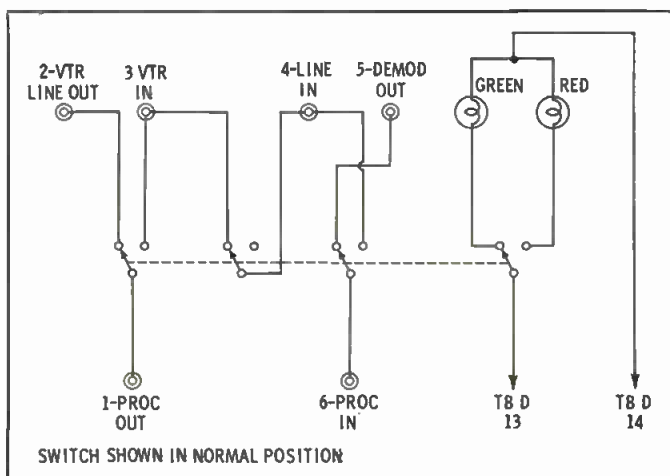 2-VTR
LINE OUT
3 VTR
IN
4-LINE
IN
5-DEMOD
OUT
GREEN
RED
1-PROC
OUT
6-PROC
IN
TB D
13
TB D
14
SWITCH SHOWN IN NORMAL POSITION